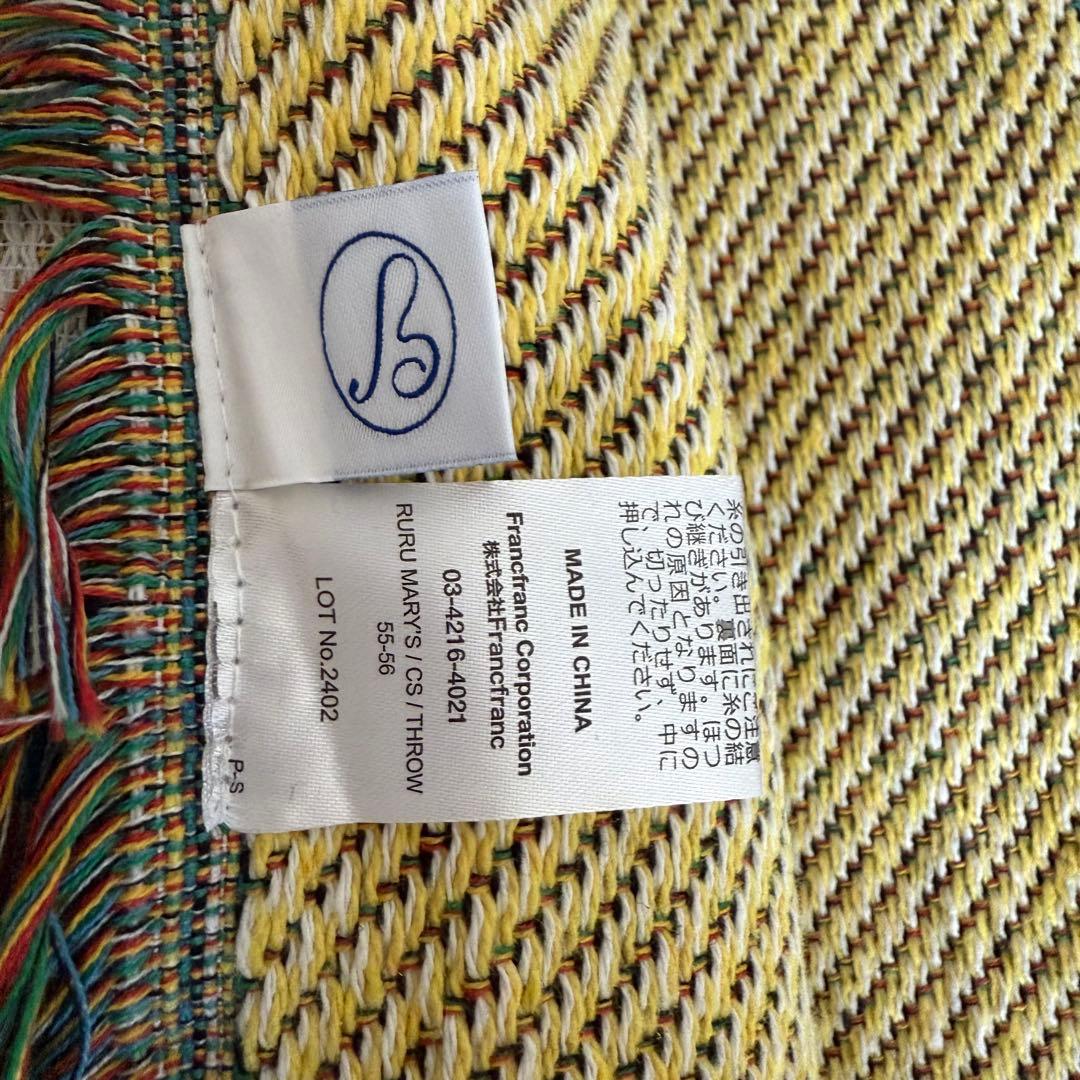 糸の引き出されにご注意
ください。裏面に糸の結
び継ぎがあります。ほつ
れの原因となりますの
で、切ったりせず、中に
押し込んでください。
MADE IN CHINA
Francfranc Corporation
株式会社Francfranc
03-4216-4021
RURU MARY'S / CS / THROW
55-56
LOT No.2402
P-S